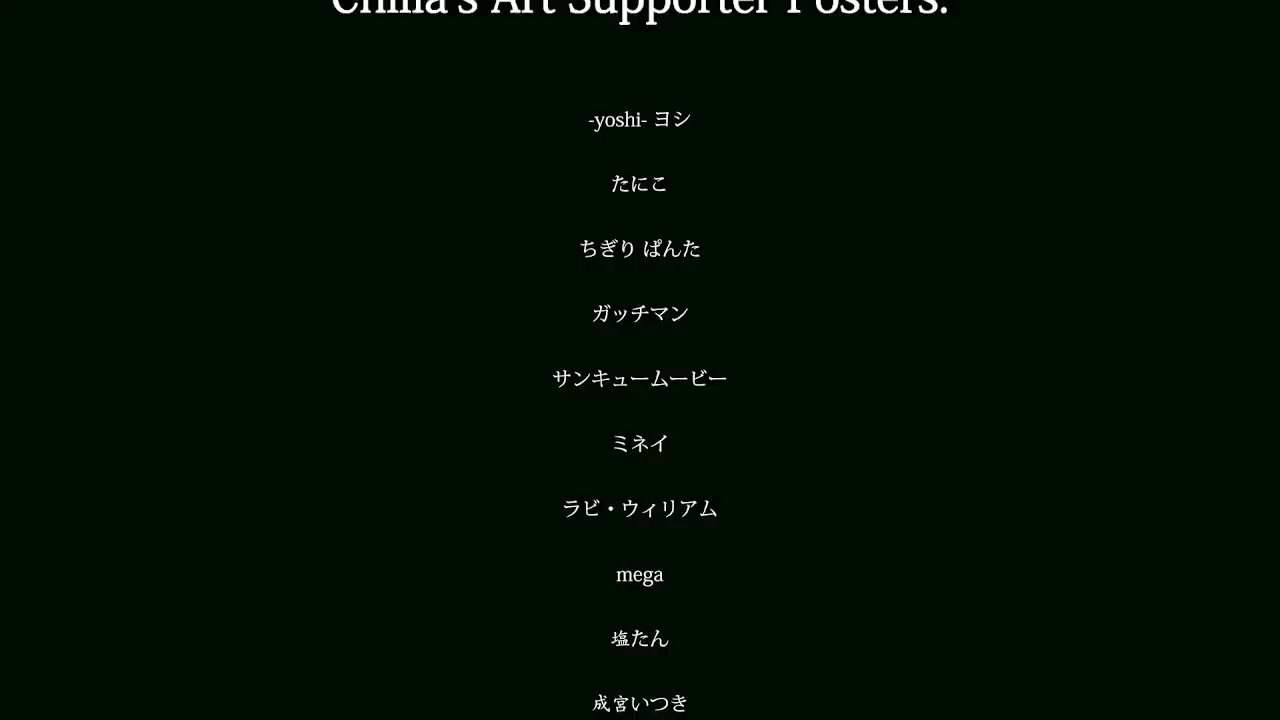 China's Art Supporter Posters.
-yoshi- ヨシ
たにこ
ちぎり ぱんた
ガッチマン
サンキュームービー
ミネイ
ラビ・ウィリアム
mega
塩たん
成宮いつき